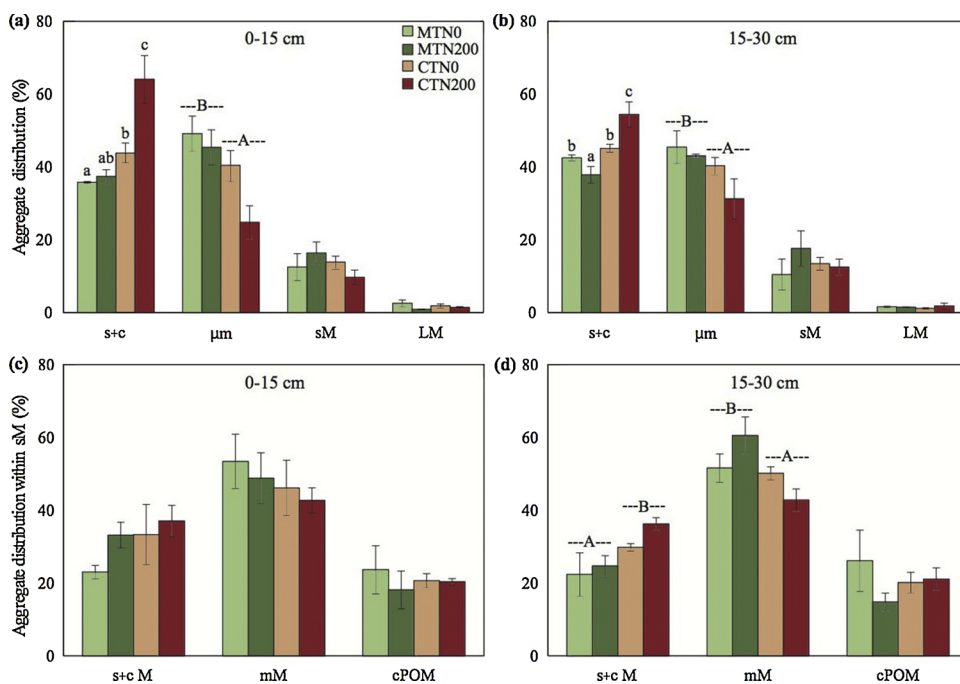 (a)
0-15 cm
Aggregate distribution (%)
80
60
40
20
0
MTN0
MTN200
CTN0
CTN200
a
ab
b
c
---B---
---A---
s+c
µm
sM
LM
(b)
15-30 cm
80
60
40
20
0
b
a
b
c
---B---
---A---
s+c
µm
sM
LM
(c)
0-15 cm
Aggregate distribution within sM (%)
80
60
40
20
0
s+c M
mM
cPOM
(d)
15-30 cm
80
60
40
20
0
---A---
---B---
---B---
---A---
s+c M
mM
cPOM